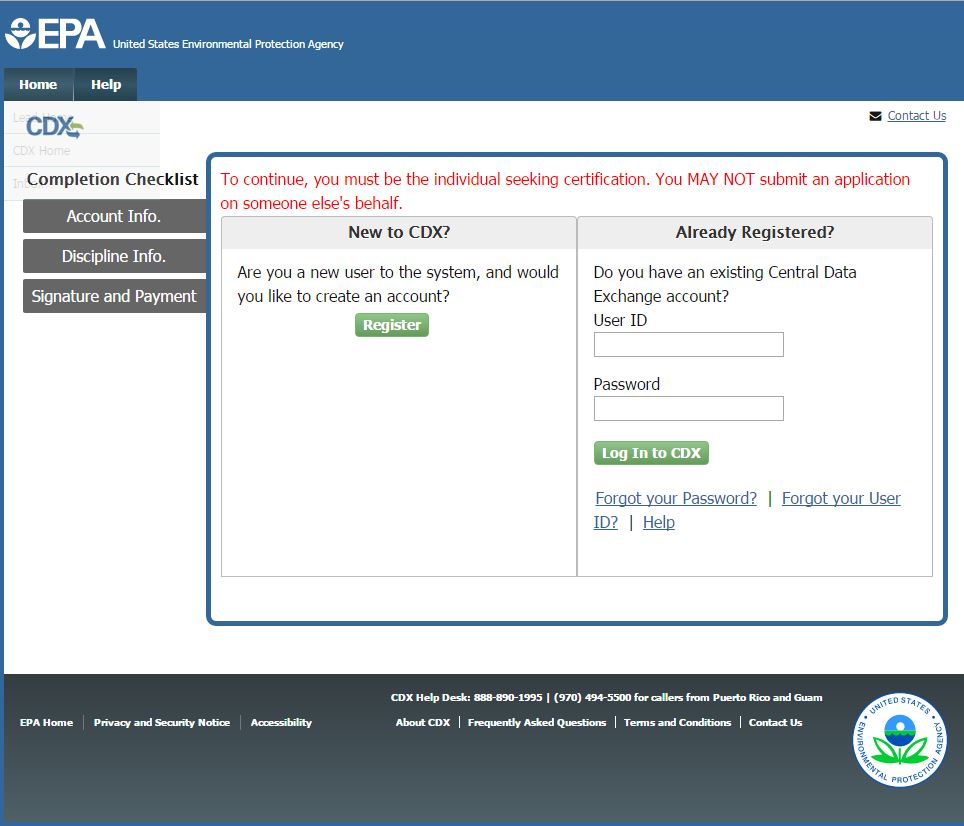 EPA United States Environmental Protection Agency
Home Help
CDX
Contact Us
CDX Home
Completion Checklist
Account Info.
Discipline Info.
Signature and Payment
To continue, you must be the individual seeking certification. You MAY NOT submit an application
on someone else's behalf.
New to CDX?
Are you a new user to the system, and would
you like to create an account?
Register
Already Registered?
Do you have an existing Central Data
Exchange account?
User ID
Password
Log In to CDX
Forgot your Password? | Forgot your User
ID? | Help
CDX Help Desk: 888-890-1995 | (970) 494-5500 for callers from Puerto Rico and Guam
EPA Home Privacy and Security Notice Accessibility About CDX Frequently Asked Questions Terms and Conditions Contact Us
UNITED STATES
ENVIRONMENTAL PROTECTION AGENCY